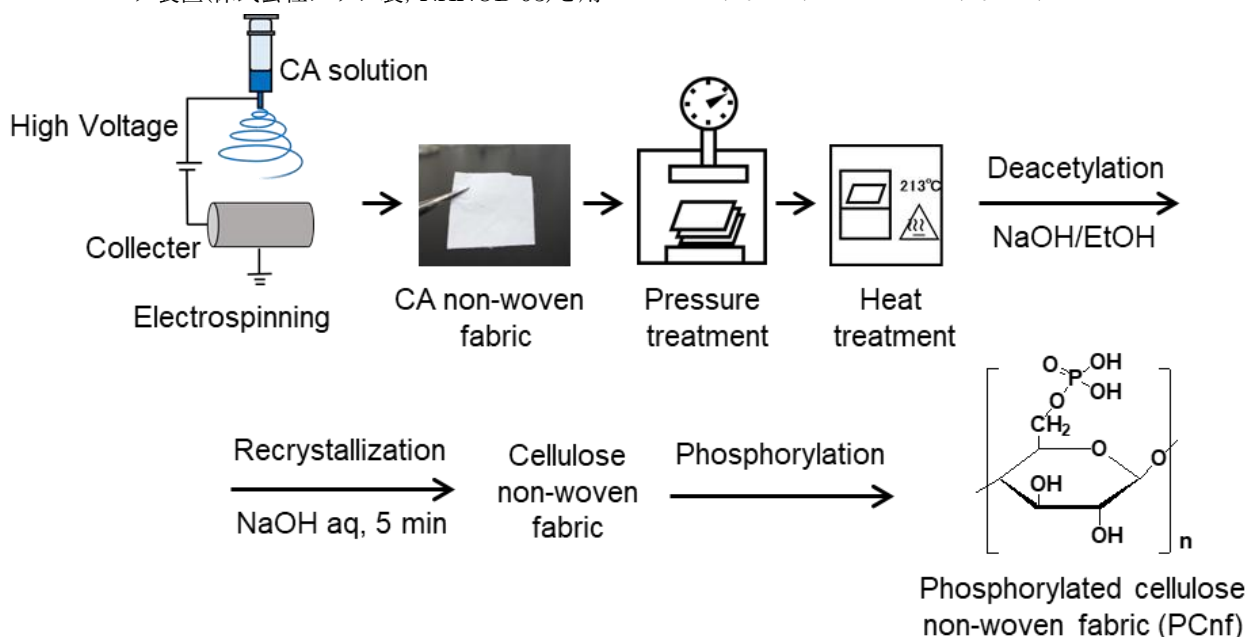 CA solution
High Voltage
Collecter
Electrospinning
CA non-woven
fabric
Pressure
treatment
213℃
Heat
treatment
Deacetylation
NaOH/EtOH
Recrystallization
NaOH aq, 5 min
Cellulose
non-woven
fabric
Phosphorylation
O
P
OH
OH
O
CH2
O
O
OH
OH
n
Phosphorylated cellulose
non-woven fabric (PCnf)